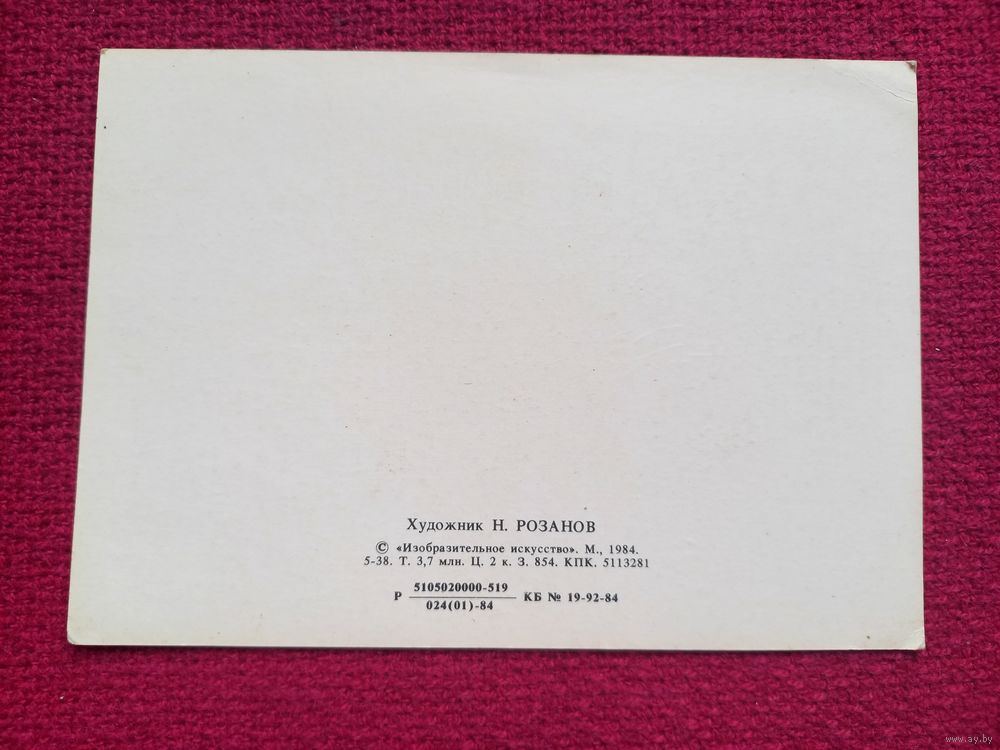 Художник Н. РОЗАНОВ
© «Изобразительное искусство». М., 1984.
5-38. Т. 3,7 млн. Ц. 2 к. З. 854. КПК. 5113281
Р 5105020000-519 КБ № 19-92-84
024(01)-84
www.ay.by